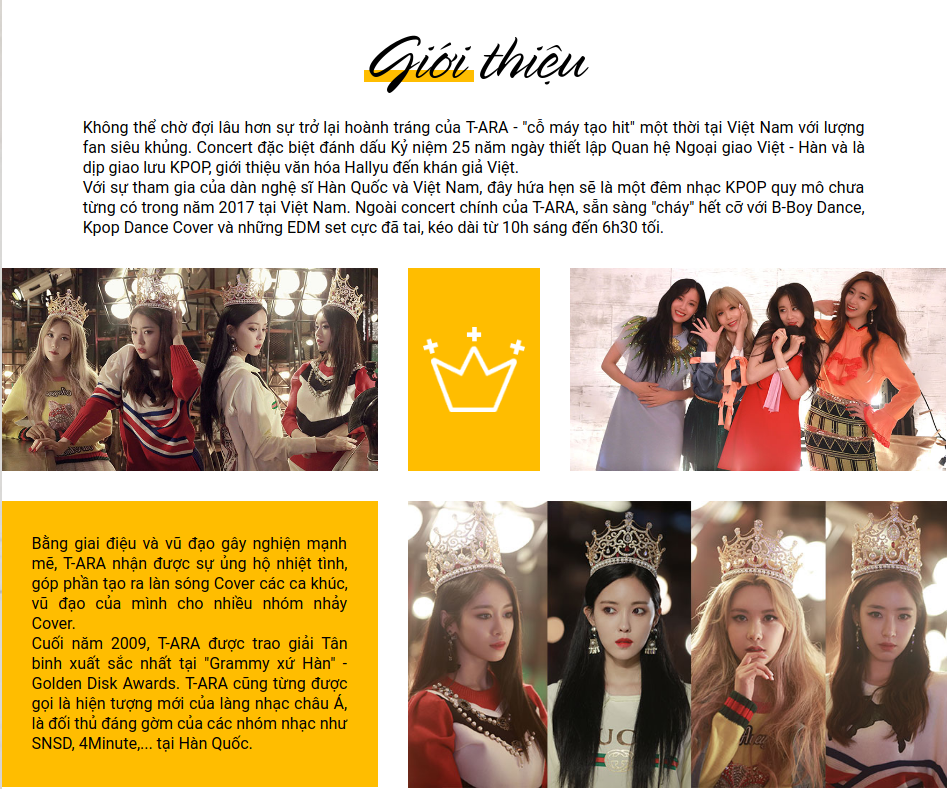 Giới thiệu
Không thể chờ đợi lâu hơn sự trở lại hoành tráng của T-ARA - "cỗ máy tạo hit" một thời tại Việt Nam với lượng
fan siêu khủng. Concert đặc biệt đánh dấu Kỷ niệm 25 năm ngày thiết lập Quan hệ Ngoại giao Việt - Hàn và là
dịp giao lưu KPOP, giới thiệu văn hóa Hallyu đến khán giả Việt.
Với sự tham gia của dàn nghệ sĩ Hàn Quốc và Việt Nam, đây hứa hẹn sẽ là một đêm nhạc KPOP quy mô chưa
từng có trong năm 2017 tại Việt Nam. Ngoài concert chính của T-ARA, sẵn sàng "cháy" hết cỡ với B-Boy Dance,
Kpop Dance Cover và những EDM set cực đã tai, kéo dài từ 10h sáng đến 6h30 tối.
Bằng giai điệu và vũ đạo gây nghiện mạnh
mẽ, T-ARA nhận được sự ủng hộ nhiệt tình,
góp phần tạo ra làn sóng Cover các ca khúc,
vũ đạo của mình cho nhiều nhóm nhảy
Cover.
Cuối năm 2009, T-ARA được trao giải Tân
binh xuất sắc nhất tại "Grammy xứ Hàn" -
Golden Disk Awards. T-ARA cũng từng được
gọi là hiện tượng mới của làng nhạc châu Á,
là đối thủ đáng gờm của các nhóm nhạc như
SNSD, 4Minute,... tại Hàn Quốc.